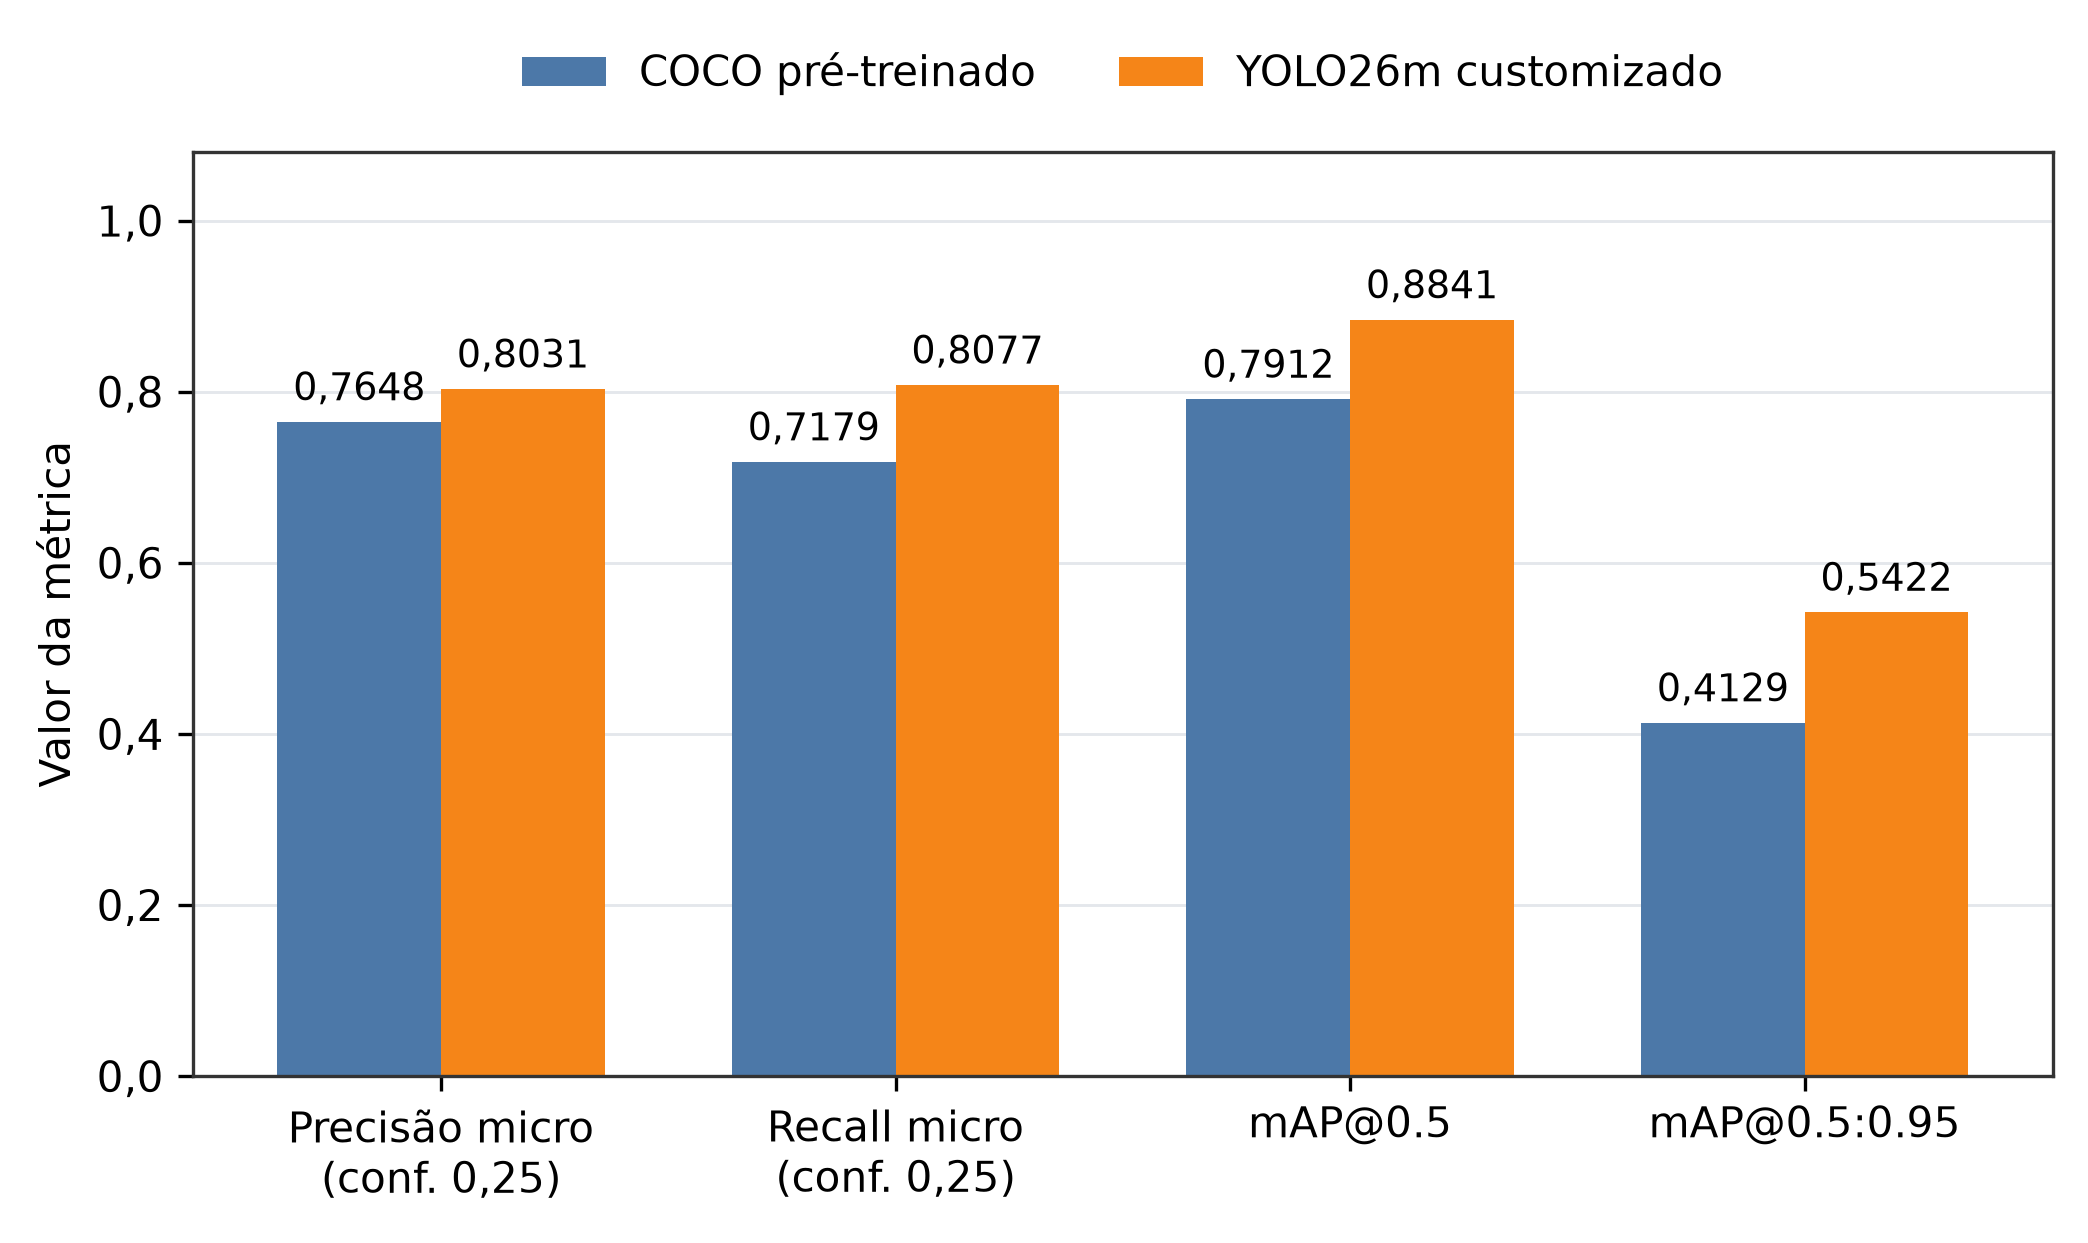 COCO pré-treinado
YOLO26m customizado
Valor da métrica
1,0
0,8
0,6
0,4
0,2
0,0
0,7648
0,8031
0,7179
0,8077
0,7912
0,8841
0,4129
0,5422
Precisão micro
(conf. 0,25)
Recall micro
(conf. 0,25)
mAP@0.5
mAP@0.5:0.95